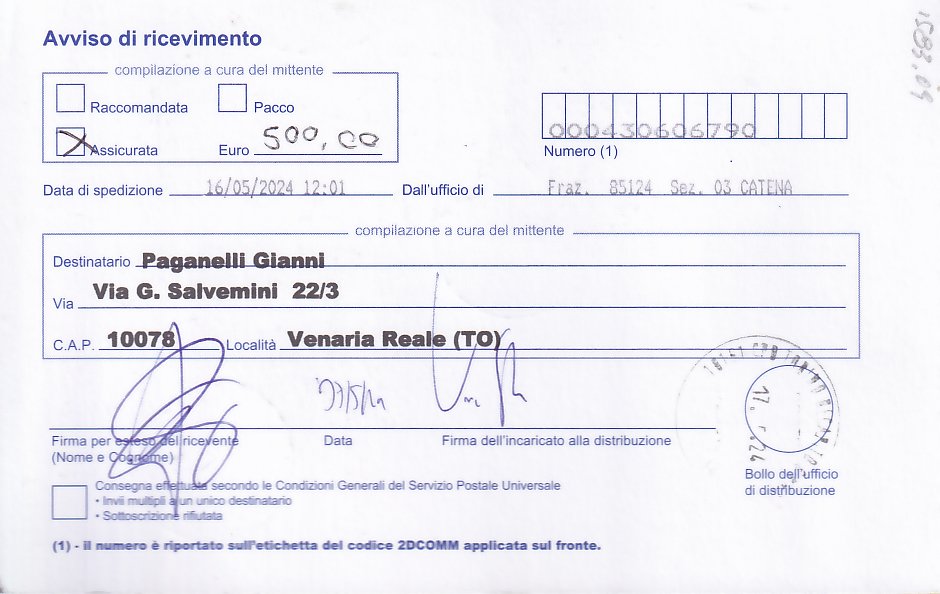 Avviso di ricevimento
compilazione a cura del mittente
Raccomandata Pacco
Assicurata Euro 500,00
000430606790
Numero (1)
Data di spedizione 16/05/2024 12:01 Dall'ufficio di Fraz. 85124 Sez. 03 CATENA
compilazione a cura del mittente
Destinatario Paganelli Gianni
Via Via G. Salvemini 22/3
C.A.P. 10078 Località Venaria Reale (TO)
Firma per esteso del ricevente Data Firma dell'incaricato alla distribuzione
(Nome e Cognome)
Bollo dell'ufficio
di distribuzione
Consegna effettuata secondo le Condizioni Generali del Servizio Postale Universale
• Invii multipli a un unico destinatario
• Sottoscrizione rifiutata
(1) - il numero è riportato sull'etichetta del codice 2DCOMM applicata sul fronte.